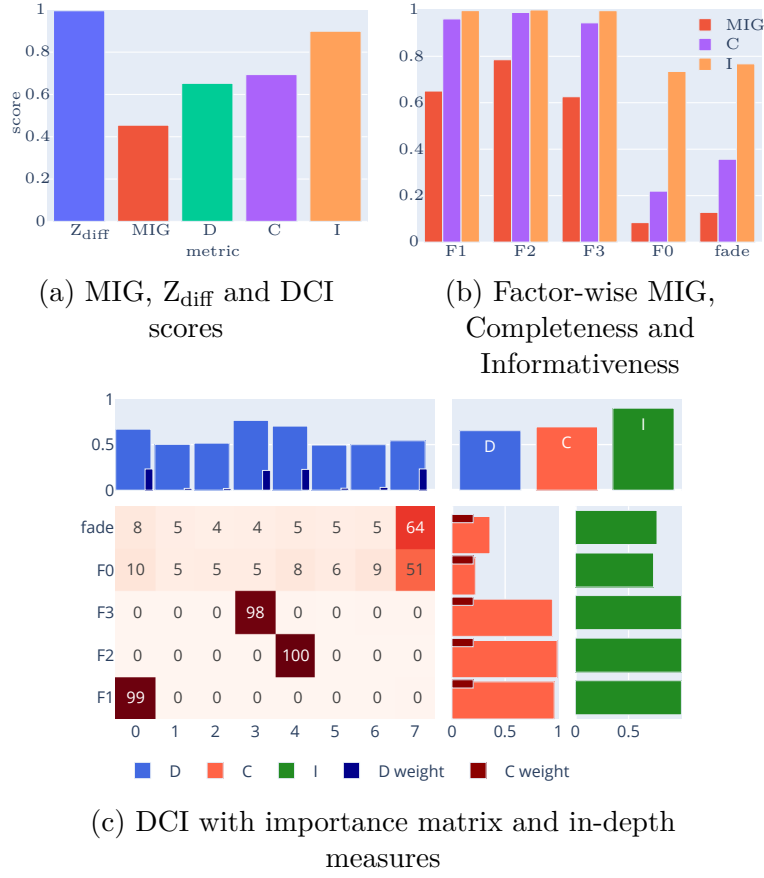 1
0.8
0.6
0.4
0.2
0
score
Z_diff MIG D C I
metric
1
0.8
0.6
0.4
0.2
0
MIG
C
I
F1 F2 F3 F0 fade
(a) MIG, Z_diff and DCI
scores
(b) Factor-wise MIG,
Completeness and
Informativeness
1
0.5
0
D C I
fade 8 5 4 4 5 5 5 64
F0 10 5 5 5 8 6 9 51
F3 0 0 0 98 0 0 0 0
F2 0 0 0 0 100 0 0 0
F1 99 0 0 0 0 0 0 0
0 1 2 3 4 5 6 7
0 0.5 1
0 0.5
D C I D weight C weight
(c) DCI with importance matrix and in-depth
measures